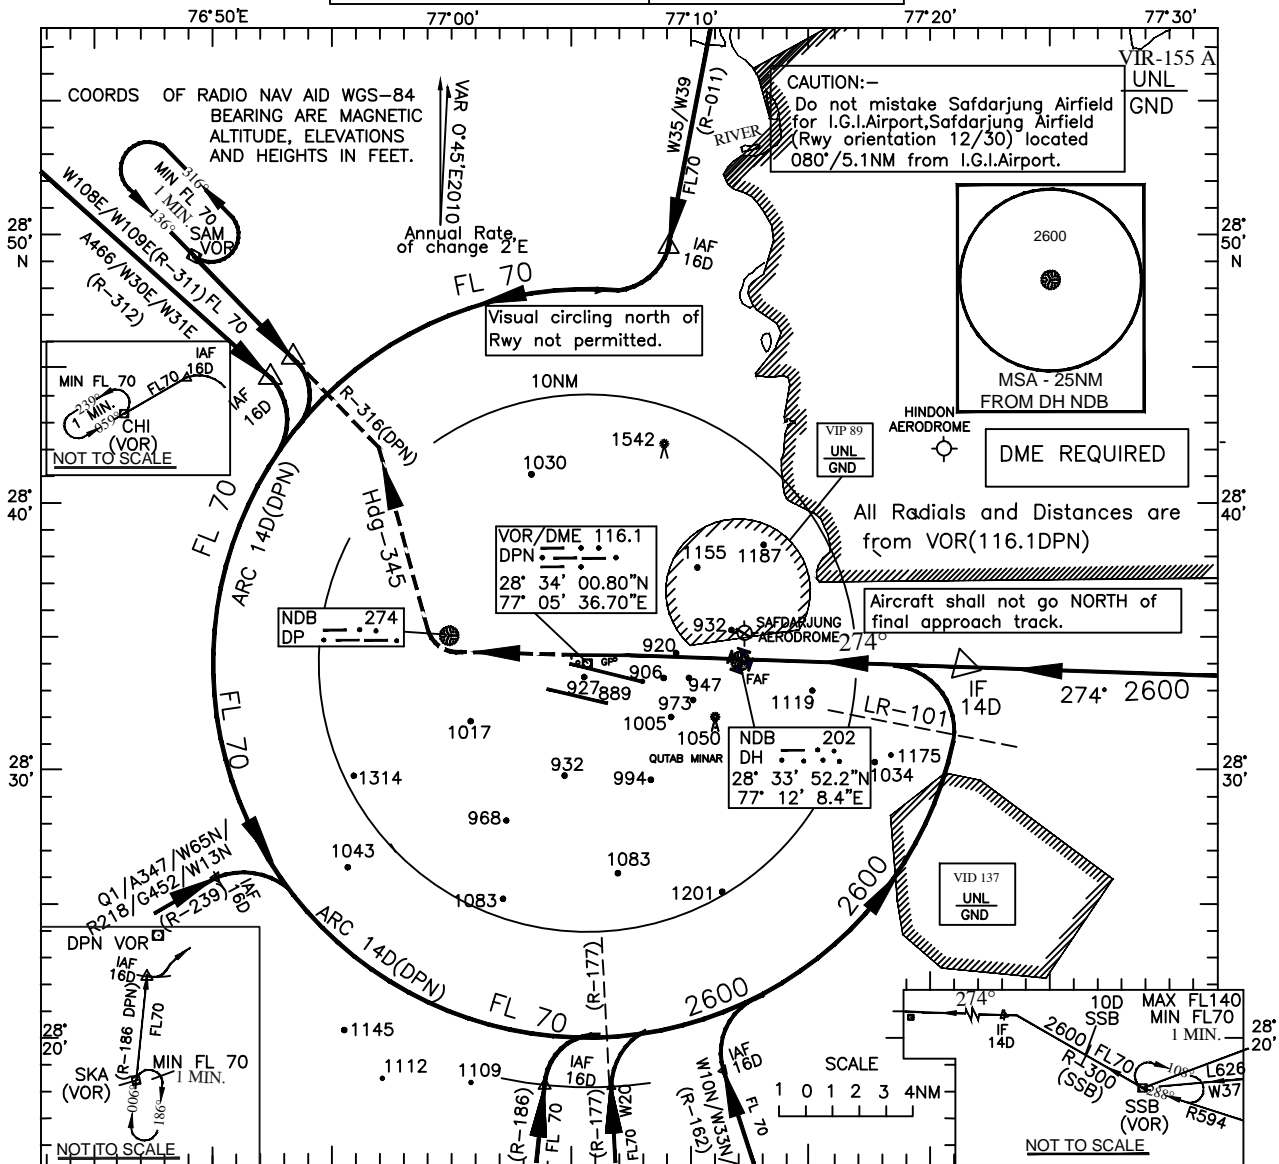 76°50'E 77°00' 77°10' 77°20' 77°30'
COORDS OF RADIO NAV AID WGS-84
BEARING ARE MAGNETIC
ALTITUDE, ELEVATIONS
AND HEIGHTS IN FEET.
VAR 0°45'E2010
Annual Rate
of change 2'E
W35/W39
(R-011)
FL70
IAF
16D
RIVER
CAUTION:-
Do not mistake Safdarjung Airfield
for I.G.I.Airport,Safdarjung Airfield
(Rwy orientation 12/30) located
080°/5.1NM from I.G.I.Airport.
VIR-155 A
UNL
GND
MIN FL 70
1 MIN.
316°
136°
SAM
VOR
W108E/W109E(R-311)FL 70
A466/W30E/W31E
(R-312)
28°
50'
N
28°
50'
N
2600
MSA - 25NM
FROM DH NDB
FL 70
Visual circling north of
Rwy not permitted.
IAF
16D
MIN FL 70
239°
1 MIN.
059°
FL70
IAF
16D
CHI
(VOR)
NOT TO SCALE
R-316(DPN)
10NM
1542
1030
VIP 89
UNL
GND
HINDON
AERODROME
DME REQUIRED
All Radials and Distances are
from VOR(116.1DPN)
28°
40'
28°
40'
FL 70
ARC 14D(DPN)
Hdg-345
VOR/DME 116.1
DPN
28° 34' 00.80"N
77° 05' 36.70"E
1155
1187
NDB 274
DP
932
SAFDARJUNG
AERODROME
Aircraft shall not go NORTH of
final approach track.
274°
920
GP
906
927
889
947
FAF
973
1005
1050
QUTAB MINAR
1119
IF
14D
274° 2600
LR-101
NDB 202
DH
28° 33' 52.2"N
77° 12' 8.4"E
1175
1034
FL 70
1017
932
994
1314
28°
30'
28°
30'
968
1043
1083
1083
1201
2600
VID 137
UNL
GND
Q1/A347/W65N/
R218/G452/W13N
(R-239)
IAF
16D
ARC 14D(DPN)
FL 70
(R-177)
2600
DPN VOR
IAF
16D
(R-186 DPN)
FL70
SKA
(VOR)
MIN FL 70
1 MIN.
006°
186°
NOT TO SCALE
28°
20'
1145
1112
1109
IAF
16D
(R-186)
FL 70
(R-177)
FL70 W20
IAF
16D
W10N/W33N/
(R-162)
FL 70
SCALE
1 0 1 2 3 4NM
274°
IF
14D
10D
SSB
MAX FL140
MIN FL70
1 MIN.
2600
FL70
R-1300
(SSB)
108°
288°
SSB
(VOR)
L626
W37
R594
NOT TO SCALE
28°
20'